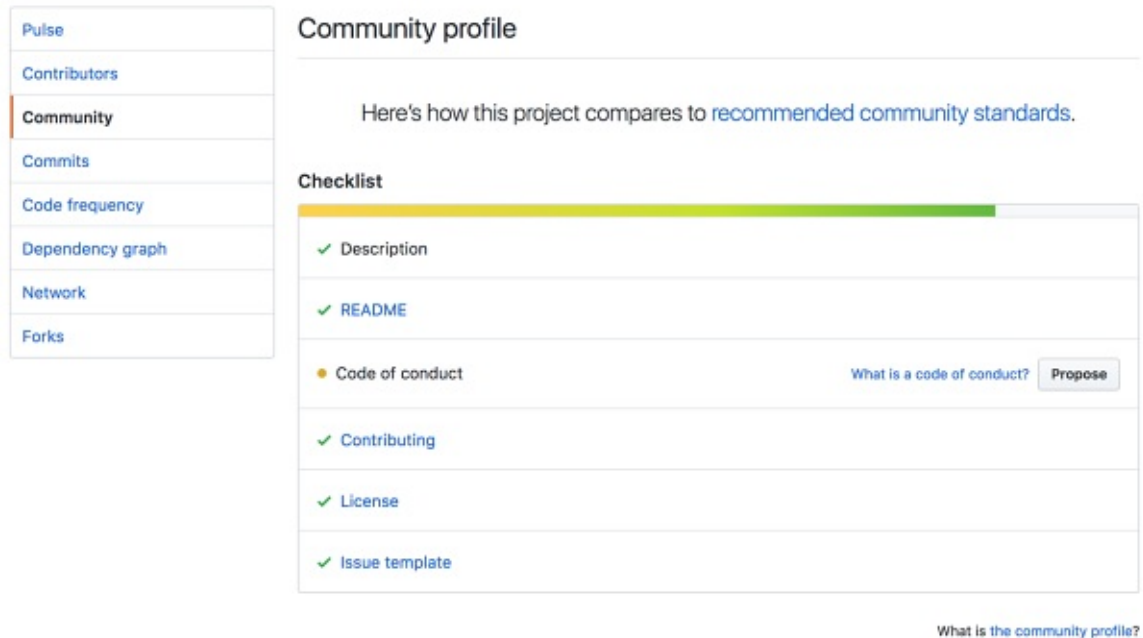 Pulse
Contributors
Community
Commits
Code frequency
Dependency graph
Network
Forks
Community profile
Here's how this project compares to recommended community standards.
Checklist
Description
README
Code of conduct What is a code of conduct? Propose
Contributing
License
Issue template
What is the community profile?